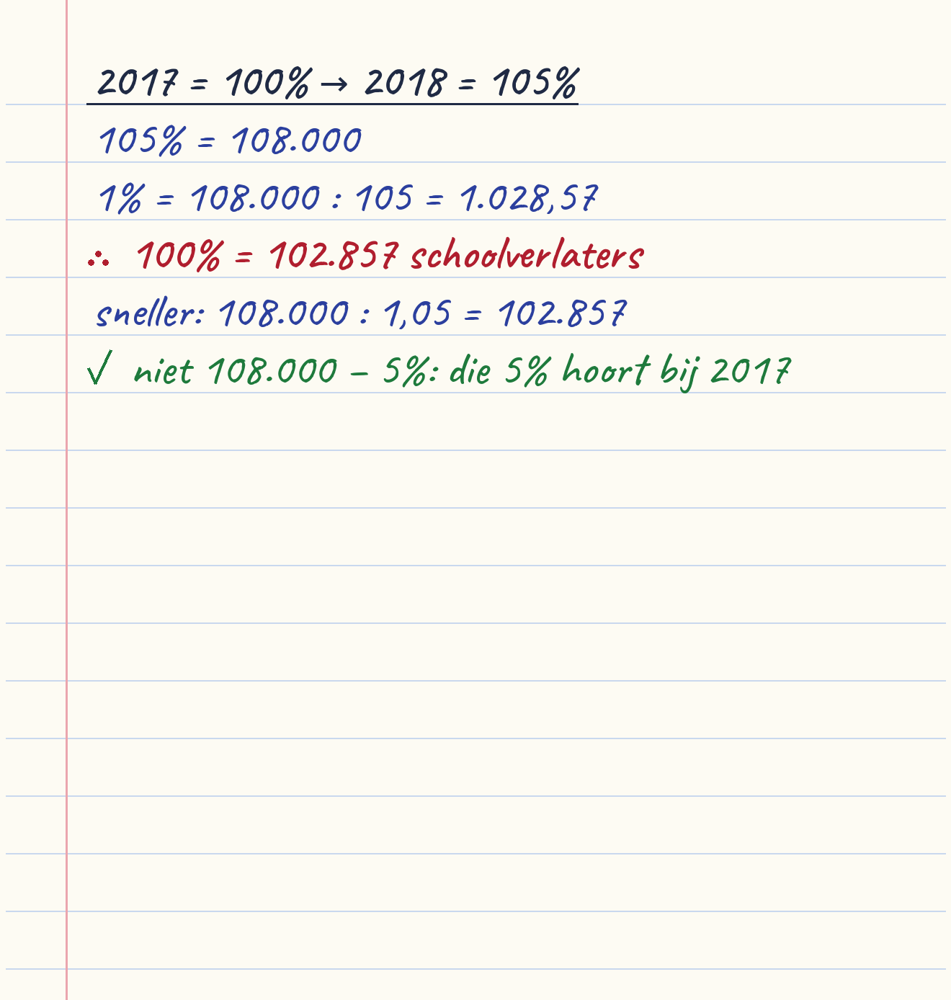 2017 = 100% → 2018 = 105%
105% = 108.000
1% = 108.000 : 105 = 1.028,57
∴ 100% = 102.857 schoolverlaters
sneller: 108.000 : 1,05 = 102.857
✓ niet 108.000 – 5%: die 5% hoort bij 2017